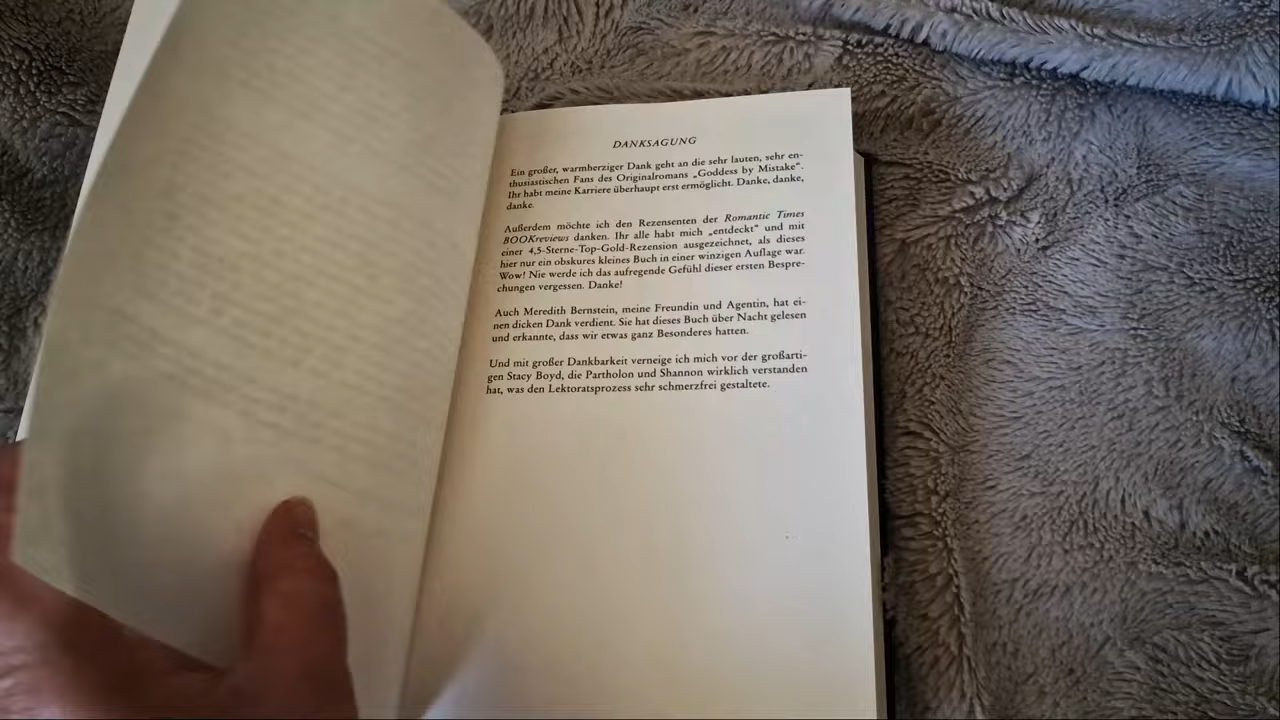 DANKSAGUNG
Ein großer, warmherziger Dank geht an die sehr lauten, sehr en-
thusiastischen Fans des Originalromans „Goddess by Mistake“.
Ihr habt meine Karriere überhaupt erst ermöglicht. Danke, danke,
danke.
Außerdem möchte ich den Rezensenten der Romantic Times
BOOKreviews danken. Ihr alle habt mich „entdeckt“ und mit
einer 4,5-Sterne-Top-Gold-Rezension ausgezeichnet, als dieses
hier nur ein obskures kleines Buch in einer winzigen Auflage war.
Wow! Nie werde ich das aufregende Gefühl dieser ersten Bespre-
chungen vergessen. Danke!
Auch Meredith Bernstein, meine Freundin und Agentin, hat ei-
nen dicken Dank verdient. Sie hat dieses Buch über Nacht gelesen
und erkannte, dass wir etwas ganz Besonderes hatten.
Und mit großer Dankbarkeit verneige ich mich vor der großarti-
gen Stacy Boyd, die Partholon und Shannon wirklich verstanden
hat, was den Lektoratsprozess sehr schmerzfrei gestaltete.